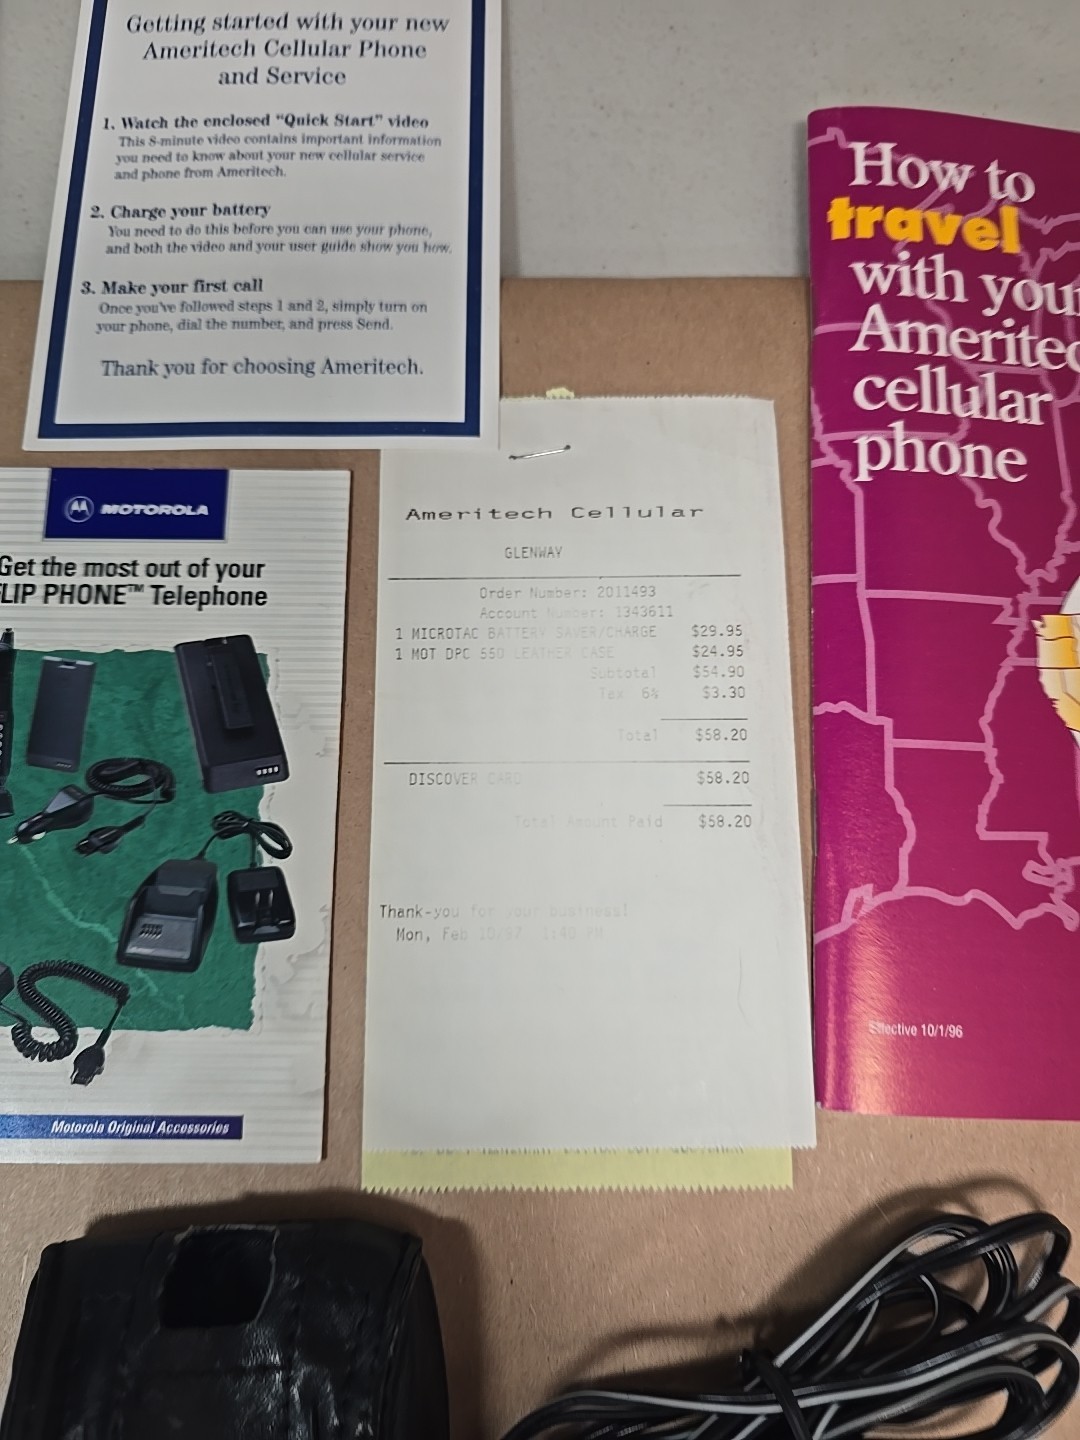 Getting started with your new
Ameritech Cellular Phone
and Service
1. Watch the enclosed "Quick Start" video
This 8-minute video contains important information
you need to know about your new cellular service
and phone from Ameritech.
2. Charge your battery
You need to do this before you can use your phone,
and both the video and your user guide show you how.
3. Make your first call
Once you've followed steps 1 and 2, simply turn on
your phone, dial the number, and press Send.
Thank you for choosing Ameritech.
MOTOROLA
Get the most out of your
LIP PHONE™ Telephone
Motorola Original Accessories
Ameritech Cellular
GLENWAY
Order Number: 2011493
Account Number: 1343611
1 MICROTAC BATTERY SAVER/CHARGE $29.95
1 MOT DPC 550 LEATHER CASE $24.95
Subtotal $54.90
Tax 6% $3.30
Total $58.20
DISCOVER CARD $58.20
Total Amount Paid $58.20
Thank-you for your business!
Mon, Feb 10/97 1:40 PM
How to
travel
with you
Ameritec
cellular
phone
Effective 10/1/96